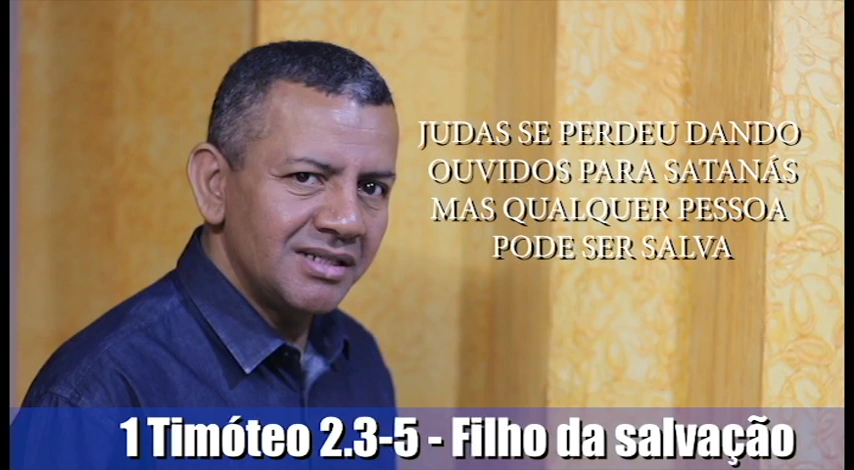 JUDAS SE PERDEU DANDO
OUVIDOS PARA SATANÁS
MAS QUALQUER PESSOA
PODE SER SALVA
1 Timóteo 2.3-5 - Filho da salvação